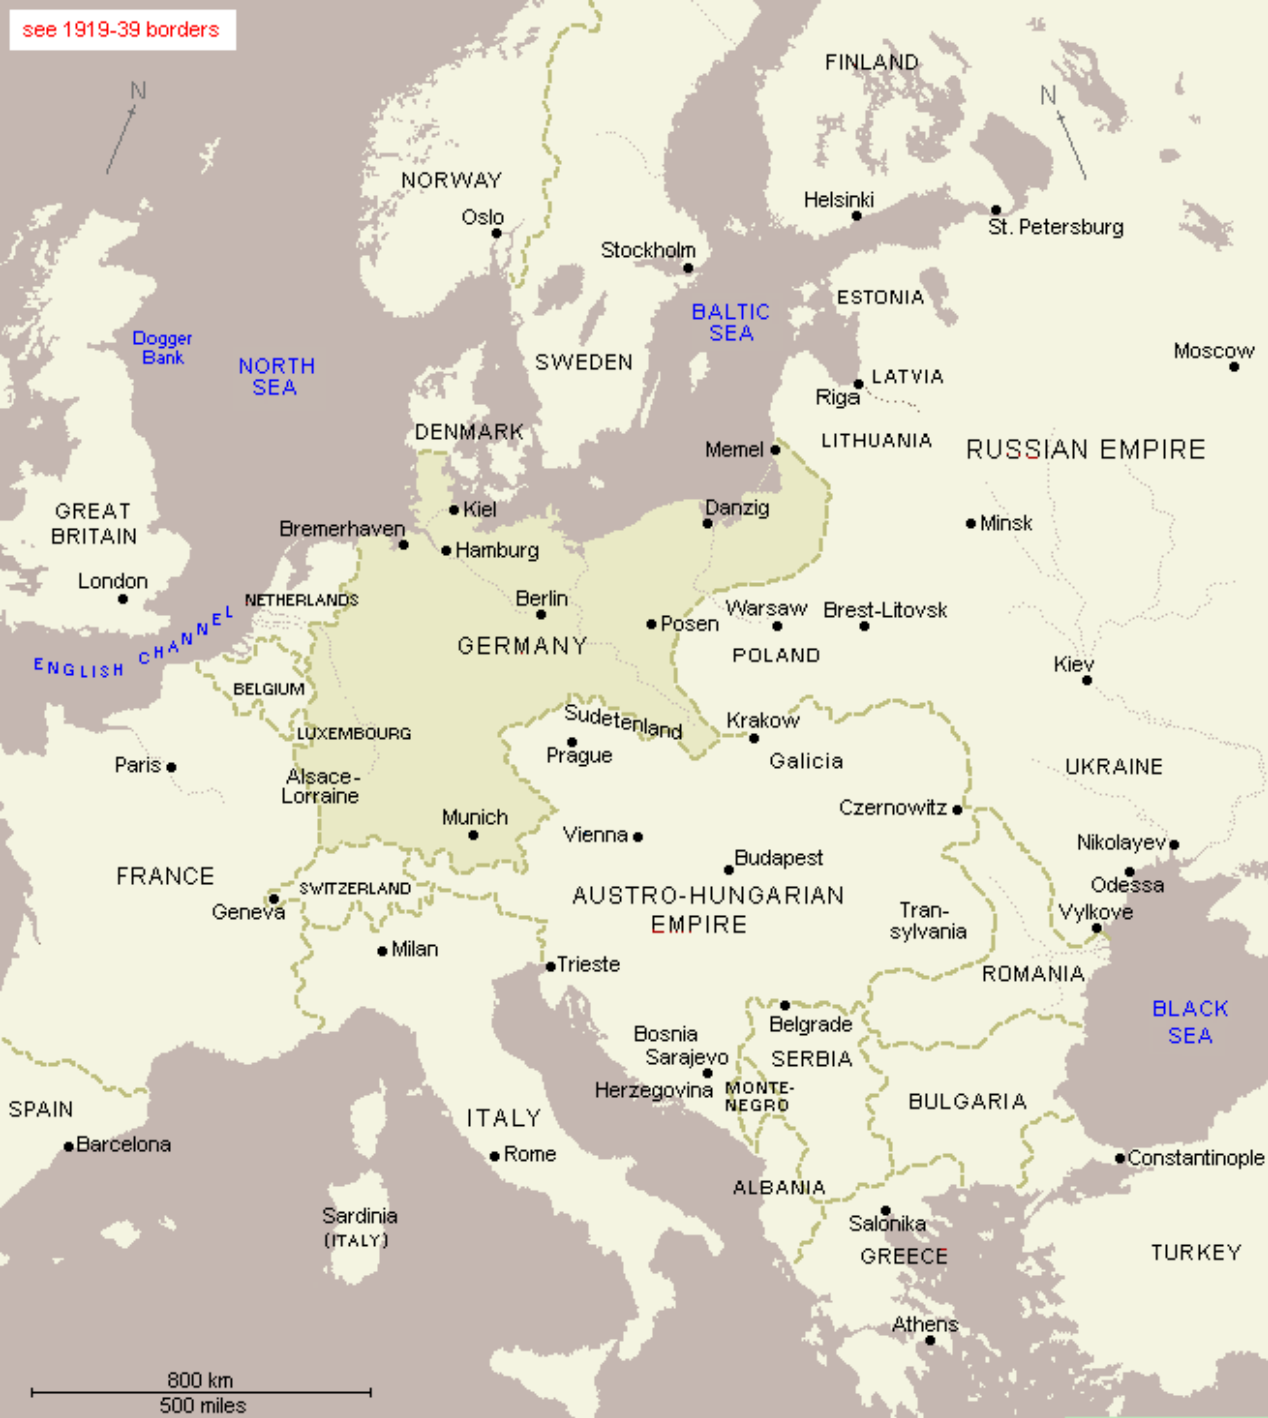 see 1919-39 borders
N
N
FINLAND
NORWAY
Oslo
Helsinki
St. Petersburg
Stockholm
ESTONIA
BALTIC
SEA
Dogger
Bank
NORTH
SEA
SWEDEN
Moscow
LATVIA
Riga
DENMARK
LITHUANIA
Memel
RUSSIAN EMPIRE
Kiel
Danzig
GREAT
BRITAIN
Bremerhaven
Minsk
Hamburg
London
NETHERLANDS
Berlin
Warsaw
Brest-Litovsk
Posen
ENGLISH CHANNEL
GERMANY
POLAND
Kiev
BELGIUM
Sudetenland
Krakow
LUXEMBOURG
Prague
Galicia
Paris
UKRAINE
Alsace-
Lorraine
Czernowitz
Munich
Vienna
Nikolayev
Budapest
FRANCE
SWITZERLAND
Odessa
AUSTRO-HUNGARIAN
EMPIRE
Geneva
Tran-
sylvania
Vylkove
Milan
Trieste
ROMANIA
BLACK
SEA
Belgrade
Bosnia
Sarajevo
Herzegovina
SERBIA
MONTE-
NEGRO
BULGARIA
SPAIN
ITALY
Barcelona
Rome
Constantinople
ALBANIA
Sardinia
(ITALY)
Salonika
GREECE
TURKEY
Athens
800 km
500 miles